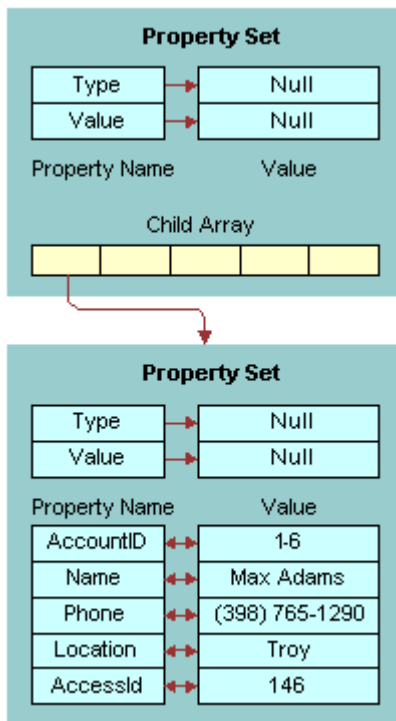 Property Set
Type Null
Value Null
Property Name Value
Child Array
Property Set
Type Null
Value Null
Property Name Value
AccountID 1-6
Name Max Adams
Phone (398) 765-1290
Location Troy
AccessId 146